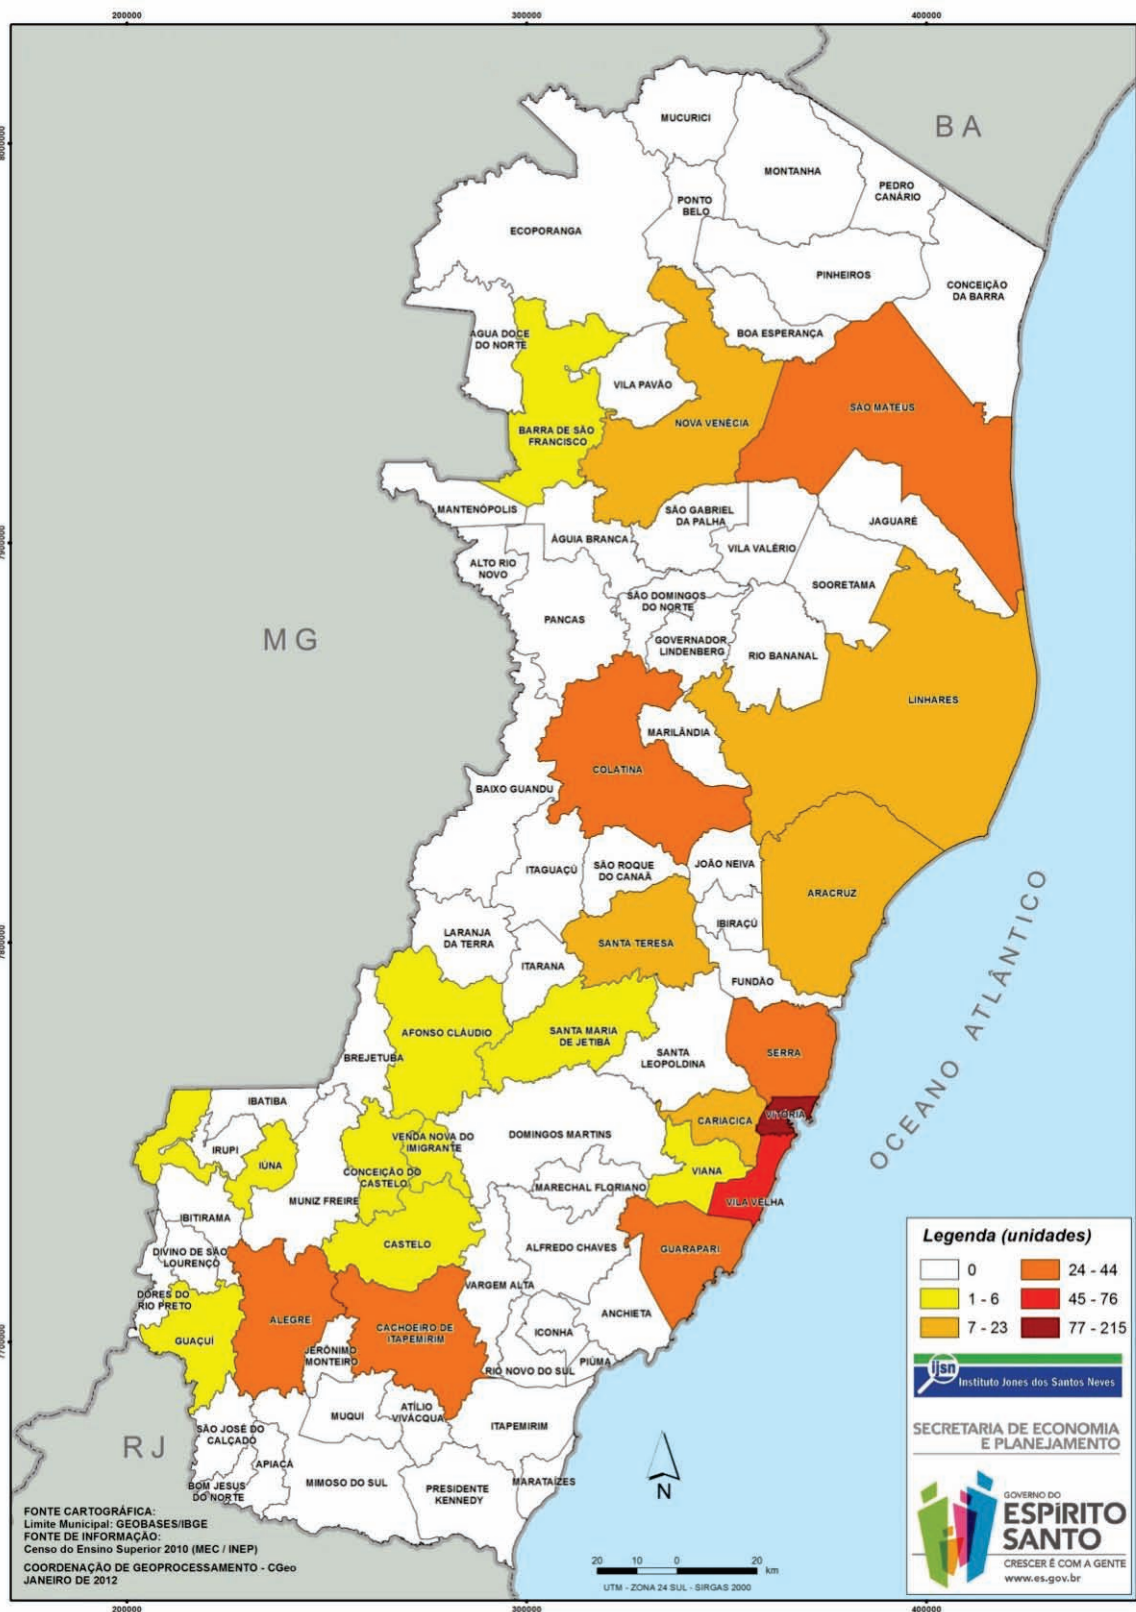 200000
300000
400000
8000000
7900000
7800000
7700000
BA
MUCURICI
MONTANHA
PEDRO
CANÁRIO
PONTO
BELO
ECOPORANGA
PINHEIROS
CONCEIÇÃO
DA BARRA
ÁGUA DOCE
DO NORTE
BOA ESPERANÇA
VILA PAVÃO
SÃO MATEUS
NOVA VENÉCIA
BARRA DE SÃO
FRANCISCO
MANTENÓPOLIS
SÃO GABRIEL
DA PALHA
JAGUARÉ
ÁGUIA BRANCA
VILA VALÉRIO
ALTO RIO
NOVO
SOORETAMA
SÃO DOMINGOS
DO NORTE
PANCAS
MG
GOVERNADOR
LINDENBERG
RIO BANANAL
LINHARES
MARILÂNDIA
COLATINA
BAIXO GUANDU
ITAGUAÇÚ
SÃO ROQUE
DO CANAÃ
JOÃO NEIVA
ARACRUZ
IBIRAÇÚ
LARANJA
DA TERRA
SANTA TERESA
ITARANA
FUNDÃO
OCEANO ATLÂNTICO
AFONSO CLÁUDIO
SANTA MARIA
DE JETIBÁ
BREJETUBA
SANTA
LEOPOLDINA
SERRA
IBATIBA
VITÓRIA
CARIACICA
IRUPI
VENDA NOVA DO
IMIGRANTE
DOMINGOS MARTINS
IÚNA
CONCEIÇÃO DO
CASTELO
VIANA
MARECHAL FLORIANO
MUNIZ FREIRE
VILA VELHA
IBITIRAMA
CASTELO
ALFREDO CHAVES
GUARAPARI
DIVINO DE SÃO
LOURENÇO
VARGEM ALTA
DORES DO
RIO PRETO
ANCHIETA
ALEGRE
CACHOEIRO DE
ITAPEMIRIM
ICONHA
GUAÇUÍ
JERÔNIMO
MONTEIRO
RIO NOVO DO SUL
PIÚMA
MUQUI
ATÍLIO
VIVÁCQUA
ITAPEMIRIM
SÃO JOSÉ DO
CALÇADO
RJ
APIACÁ
MIMOSO DO SUL
BOM JESUS
DO NORTE
PRESIDENTE
KENNEDY
MARATAÍZES
N
Legenda (unidades)
0
1 - 6
7 - 23
24 - 44
45 - 76
77 - 215
ijsn
Instituto Jones dos Santos Neves
SECRETARIA DE ECONOMIA
E PLANEJAMENTO
GOVERNO DO
ESPÍRITO
SANTO
CRESCER É COM A GENTE
www.es.gov.br
FONTE CARTOGRÁFICA:
Limite Municipal: GEOBASES/IBGE
FONTE DE INFORMAÇÃO:
Censo do Ensino Superior 2010 (MEC / INEP)
COORDENAÇÃO DE GEOPROCESSAMENTO - CGeo
JANEIRO DE 2012
20 10 0 20
km
UTM - ZONA 24 SUL - SIRGAS 2000
200000
300000
400000